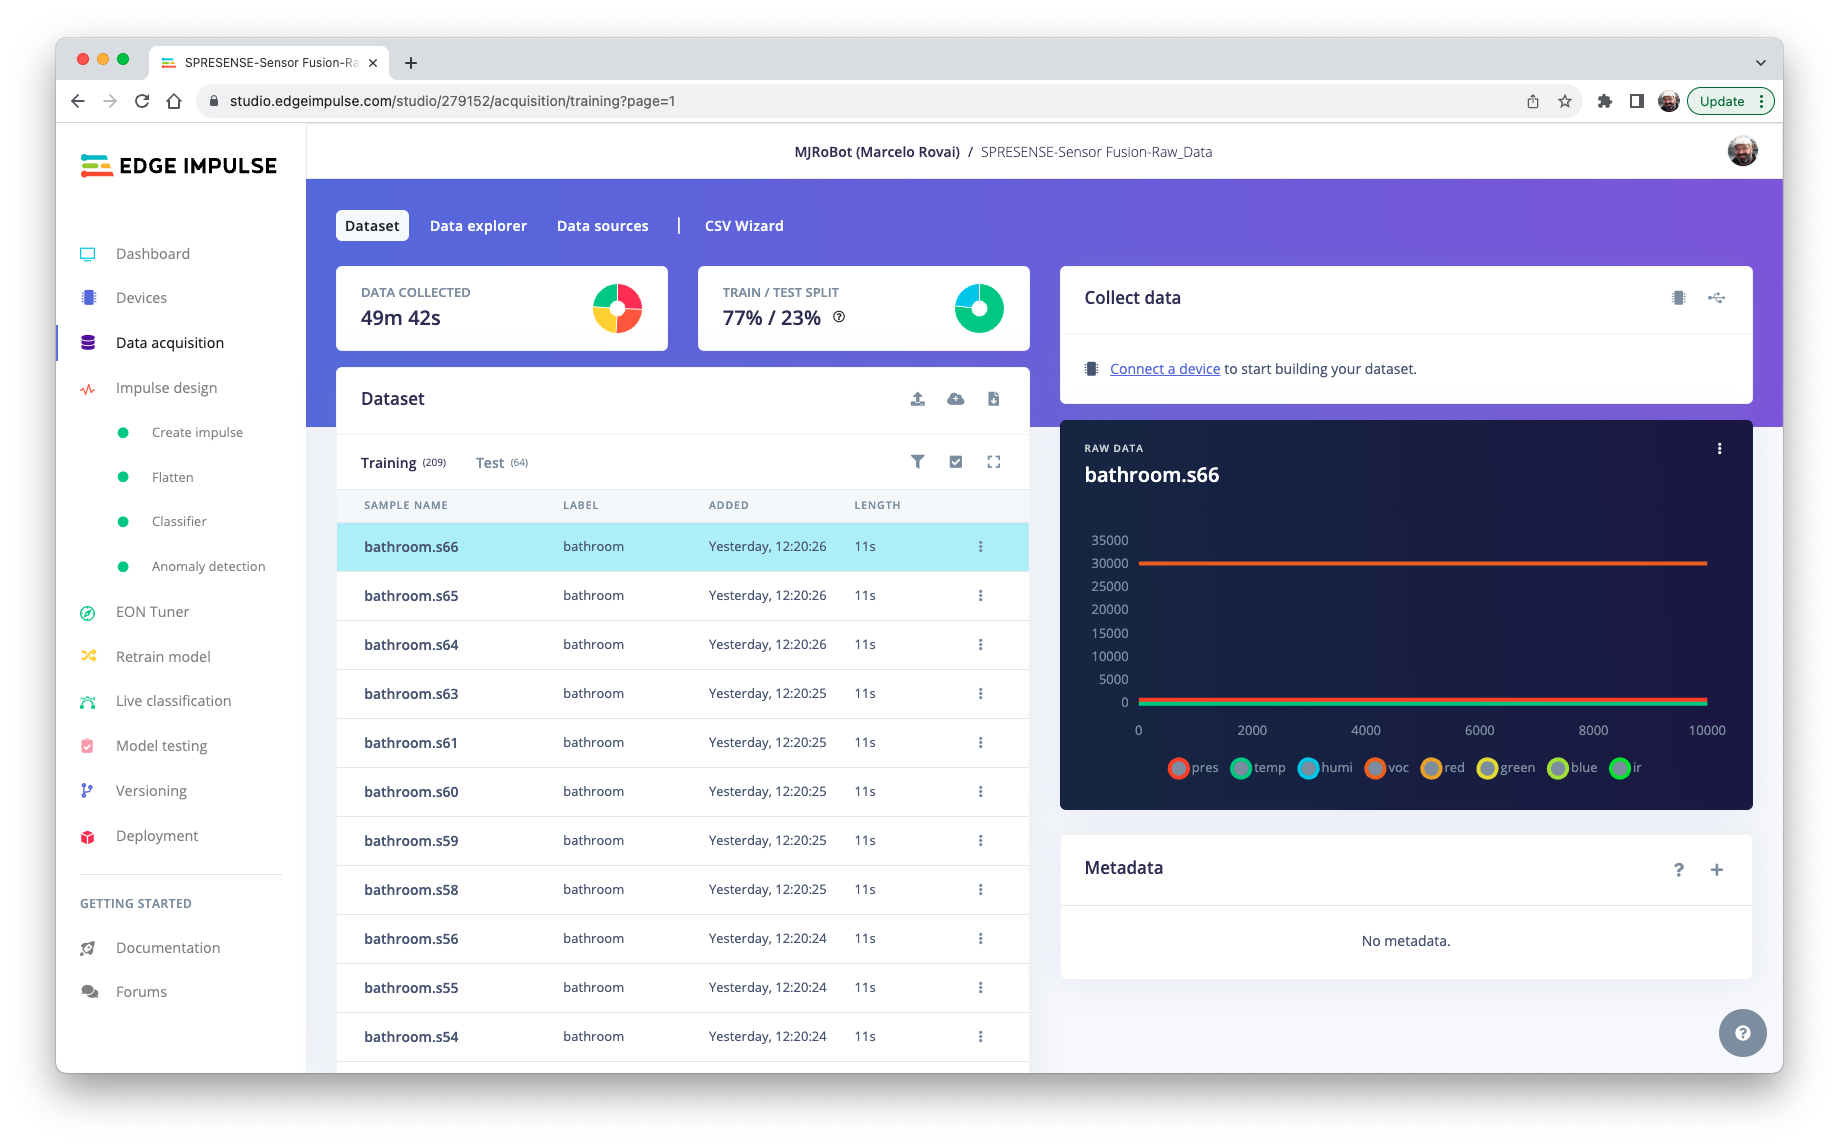 SPRESENSE-Sensor Fusion-Ra
studio.edgeimpulse.com/studio/279152/acquisition/training?page=1
Update
EDGE IMPULSE
MJRoBot (Marcelo Rovai) / SPRESENSE-Sensor Fusion-Raw_Data
Dashboard
Devices
Data acquisition
Impulse design
Create impulse
Flatten
Classifier
Anomaly detection
EON Tuner
Retrain model
Live classification
Model testing
Versioning
Deployment
GETTING STARTED
Documentation
Forums
Dataset Data explorer Data sources | CSV Wizard
DATA COLLECTED
49m 42s
TRAIN / TEST SPLIT
77% / 23% ?
Dataset
Training (209) Test (64)
SAMPLE NAME LABEL ADDED LENGTH
bathroom.s66 bathroom Yesterday, 12:20:26 11s
bathroom.s65 bathroom Yesterday, 12:20:26 11s
bathroom.s64 bathroom Yesterday, 12:20:26 11s
bathroom.s63 bathroom Yesterday, 12:20:25 11s
bathroom.s61 bathroom Yesterday, 12:20:25 11s
bathroom.s60 bathroom Yesterday, 12:20:25 11s
bathroom.s59 bathroom Yesterday, 12:20:25 11s
bathroom.s58 bathroom Yesterday, 12:20:25 11s
bathroom.s56 bathroom Yesterday, 12:20:24 11s
bathroom.s55 bathroom Yesterday, 12:20:24 11s
bathroom.s54 bathroom Yesterday, 12:20:24 11s
Collect data
Connect a device to start building your dataset.
RAW DATA
bathroom.s66
35000
30000
25000
20000
15000
10000
5000
0
0 2000 4000 6000 8000 10000
pres temp humi voc red green blue ir
Metadata
? +
No metadata.
?